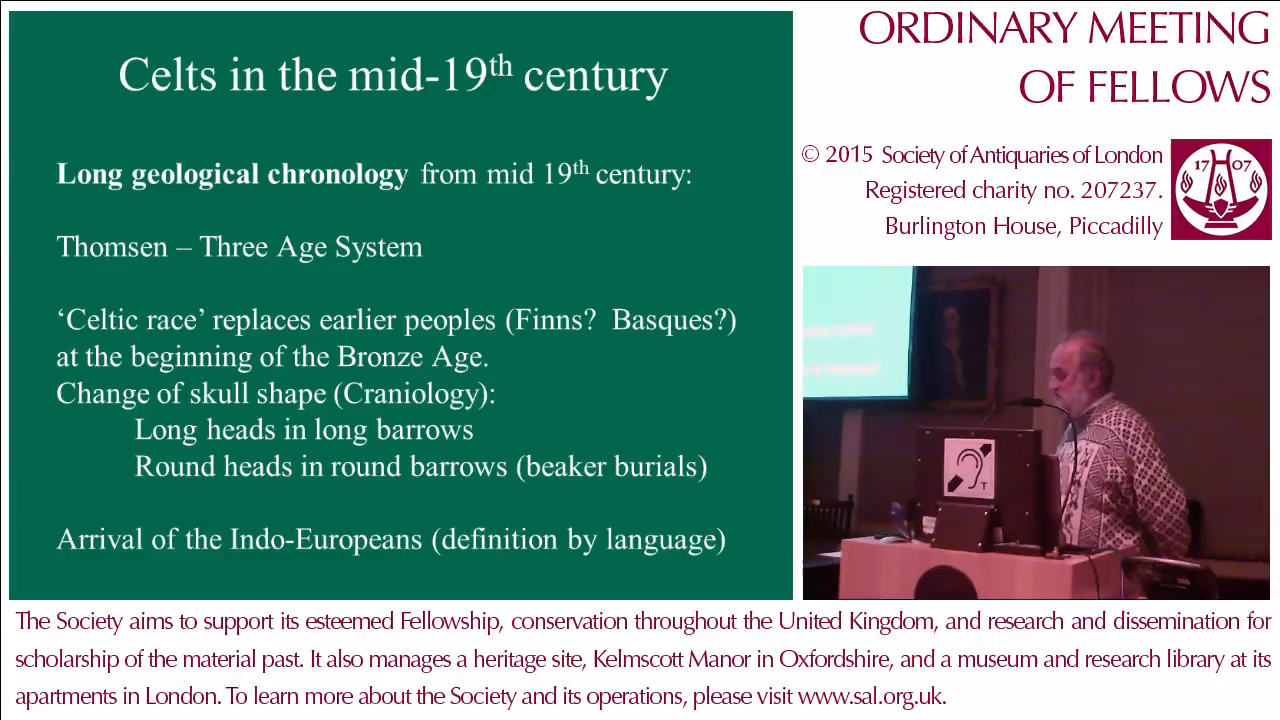 Celts in the mid-19th century
Long geological chronology from mid 19th century:
Thomsen – Three Age System
‘Celtic race’ replaces earlier peoples (Finns? Basques?)
at the beginning of the Bronze Age.
Change of skull shape (Craniology):
Long heads in long barrows
Round heads in round barrows (beaker burials)
Arrival of the Indo-Europeans (definition by language)
ORDINARY MEETING
OF FELLOWS
© 2015 Society of Antiquaries of London
Registered charity no. 207237.
Burlington House, Piccadilly
17 07
T
The Society aims to support its esteemed Fellowship, conservation throughout the United Kingdom, and research and dissemination for
scholarship of the material past. It also manages a heritage site, Kelmscott Manor in Oxfordshire, and a museum and research library at its
apartments in London. To learn more about the Society and its operations, please visit www.sal.org.uk.